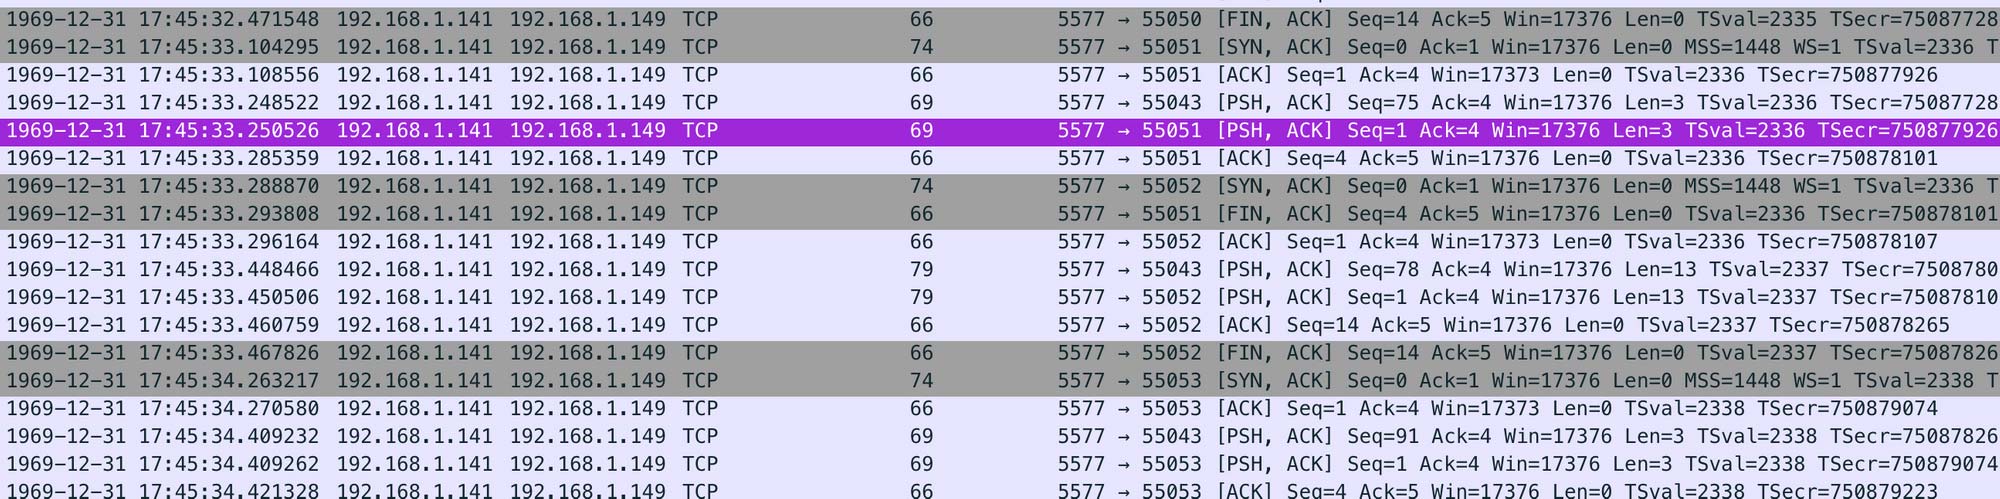 1969-12-31 17:45:32.471548 192.168.1.141 192.168.1.149 TCP 66 5577 → 55050 [FIN, ACK] Seq=14 Ack=5 Win=17376 Len=0 TSval=2335 TSecr=75087728
1969-12-31 17:45:33.104295 192.168.1.141 192.168.1.149 TCP 74 5577 → 55051 [SYN, ACK] Seq=0 Ack=1 Win=17376 Len=0 MSS=1448 WS=1 TSval=2336 T
1969-12-31 17:45:33.108556 192.168.1.141 192.168.1.149 TCP 66 5577 → 55051 [ACK] Seq=1 Ack=4 Win=17373 Len=0 TSval=2336 TSecr=750877926
1969-12-31 17:45:33.248522 192.168.1.141 192.168.1.149 TCP 69 5577 → 55043 [PSH, ACK] Seq=75 Ack=4 Win=17376 Len=3 TSval=2336 TSecr=75087728
1969-12-31 17:45:33.250526 192.168.1.141 192.168.1.149 TCP 69 5577 → 55051 [PSH, ACK] Seq=1 Ack=4 Win=17376 Len=3 TSval=2336 TSecr=750877926
1969-12-31 17:45:33.285359 192.168.1.141 192.168.1.149 TCP 66 5577 → 55051 [ACK] Seq=4 Ack=5 Win=17376 Len=0 TSval=2336 TSecr=750878101
1969-12-31 17:45:33.288870 192.168.1.141 192.168.1.149 TCP 74 5577 → 55052 [SYN, ACK] Seq=0 Ack=1 Win=17376 Len=0 MSS=1448 WS=1 TSval=2336 T
1969-12-31 17:45:33.293808 192.168.1.141 192.168.1.149 TCP 66 5577 → 55051 [FIN, ACK] Seq=4 Ack=5 Win=17376 Len=0 TSval=2336 TSecr=750878101
1969-12-31 17:45:33.296164 192.168.1.141 192.168.1.149 TCP 66 5577 → 55052 [ACK] Seq=1 Ack=4 Win=17373 Len=0 TSval=2336 TSecr=750878107
1969-12-31 17:45:33.448466 192.168.1.141 192.168.1.149 TCP 79 5577 → 55043 [PSH, ACK] Seq=78 Ack=4 Win=17376 Len=13 TSval=2337 TSecr=7508780
1969-12-31 17:45:33.450506 192.168.1.141 192.168.1.149 TCP 79 5577 → 55052 [PSH, ACK] Seq=1 Ack=4 Win=17376 Len=13 TSval=2337 TSecr=75087810
1969-12-31 17:45:33.460759 192.168.1.141 192.168.1.149 TCP 66 5577 → 55052 [ACK] Seq=14 Ack=5 Win=17376 Len=0 TSval=2337 TSecr=750878265
1969-12-31 17:45:33.467826 192.168.1.141 192.168.1.149 TCP 66 5577 → 55052 [FIN, ACK] Seq=14 Ack=5 Win=17376 Len=0 TSval=2337 TSecr=75087826
1969-12-31 17:45:34.263217 192.168.1.141 192.168.1.149 TCP 74 5577 → 55053 [SYN, ACK] Seq=0 Ack=1 Win=17376 Len=0 MSS=1448 WS=1 TSval=2338 T
1969-12-31 17:45:34.270580 192.168.1.141 192.168.1.149 TCP 66 5577 → 55053 [ACK] Seq=1 Ack=4 Win=17373 Len=0 TSval=2338 TSecr=750879074
1969-12-31 17:45:34.409232 192.168.1.141 192.168.1.149 TCP 69 5577 → 55043 [PSH, ACK] Seq=91 Ack=4 Win=17376 Len=3 TSval=2338 TSecr=75087826
1969-12-31 17:45:34.409262 192.168.1.141 192.168.1.149 TCP 69 5577 → 55053 [PSH, ACK] Seq=1 Ack=4 Win=17376 Len=3 TSval=2338 TSecr=750879074
1969-12-31 17:45:34.421328 192.168.1.141 192.168.1.149 TCP 66 5577 → 55053 [ACK] Seq=4 Ack=5 Win=17376 Len=0 TSval=2338 TSecr=750879223